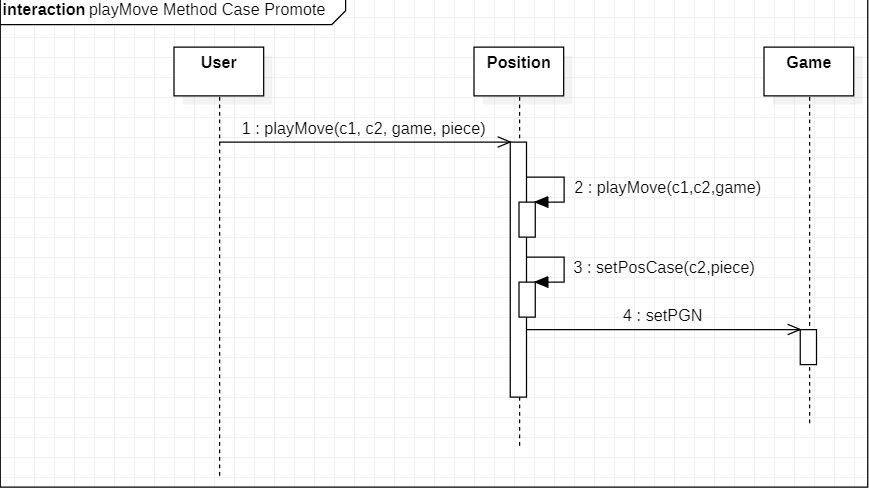 interaction playMove Method Case Promote
User
Position
Game
1 : playMove(c1, c2, game, piece)
2 : playMove(c1,c2,game)
3 : setPosCase(c2,piece)
4 : setPGN